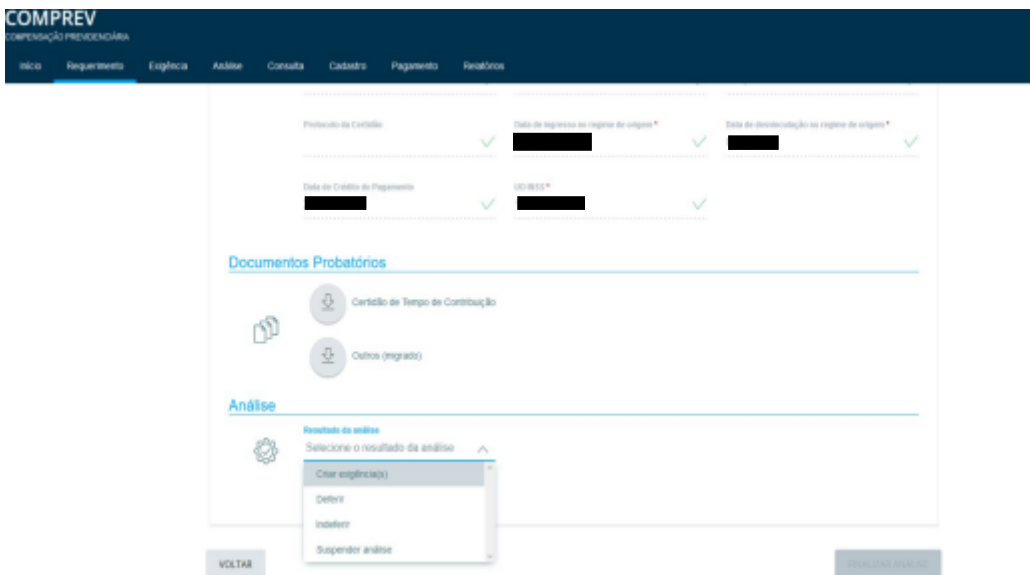 COMPREV
COMPENSAÇÃO PREVIDENCIÁRIA
Início Requerimento Exigência Análise Consulta Cadastro Pagamento Relatórios
Protocolo da Certidão Data de ingresso no regime de origem * Data de desvinculação no regime de origem *
Data do Crédito do Pagamento UO INSS *
Documentos Probatórios
Certidão de Tempo de Contribuição
Outros (migrado)
Análise
Resultado da análise
Selecione o resultado da análise
Criar exigência(s)
Deferir
Indeferir
Suspender análise
VOLTAR FINALIZAR ANÁLISE